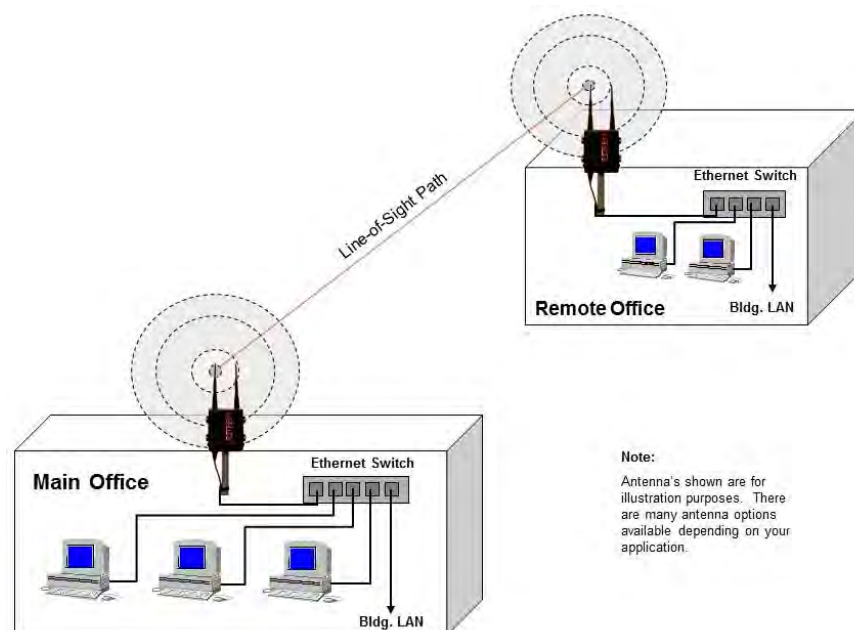 Ethernet Switch
Line-of-Sight Path
Remote Office
Bldg. LAN
Ethernet Switch
Main Office
Bldg. LAN
Note:
Antenna's shown are for
illustration purposes. There
are many antenna options
available depending on your
application.